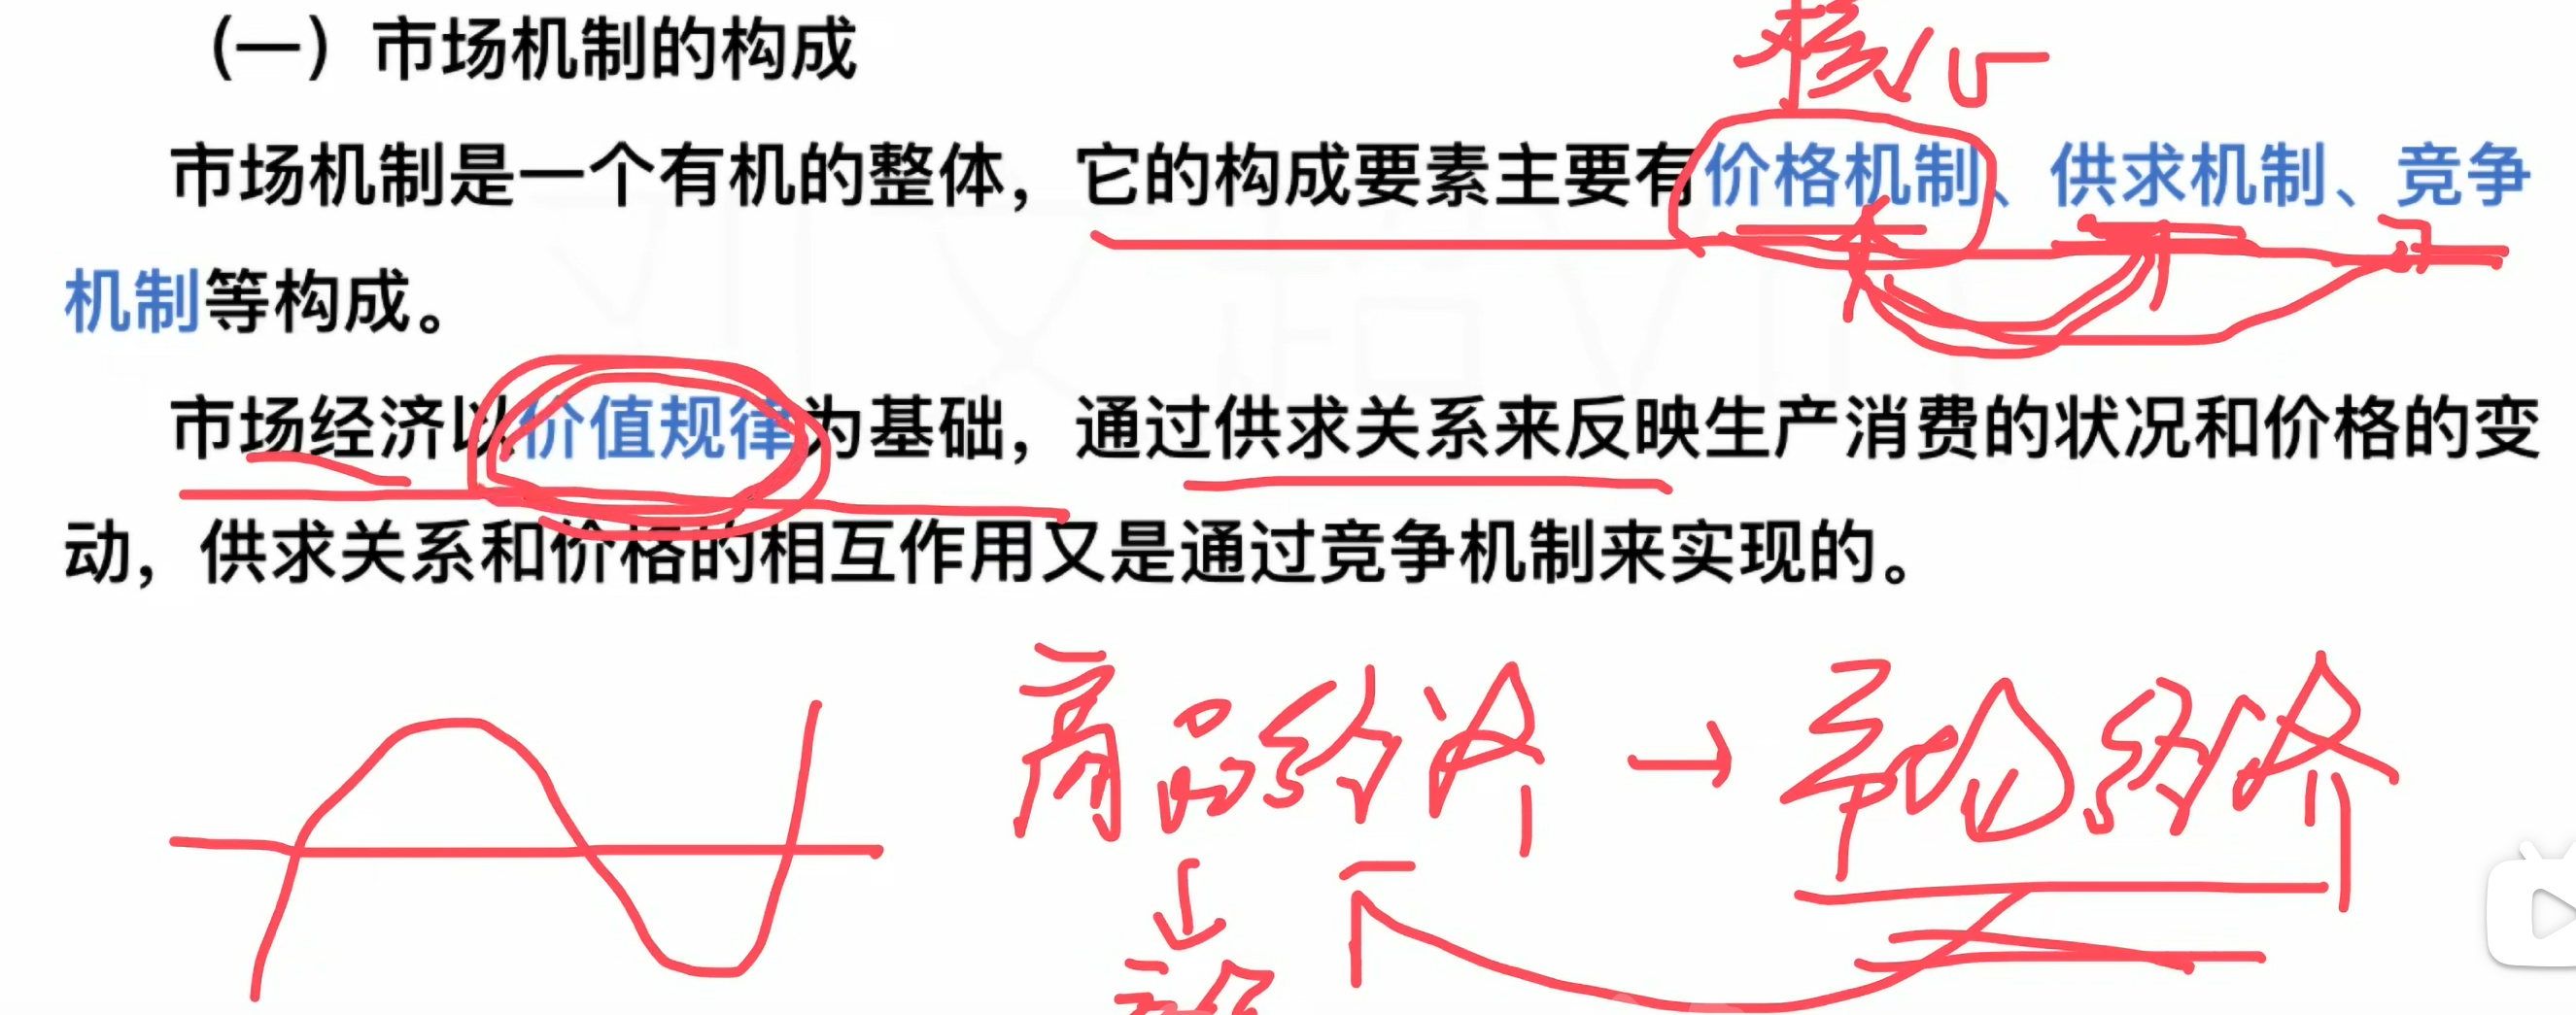 核心
（一）市场机制的构成
市场机制是一个有机的整体，它的构成要素主要有价格机制、供求机制、竞争
机制等构成。
市场经济以价值规律为基础，通过供求关系来反映生产消费的状况和价格的变
动，供求关系和价格的相互作用又是通过竞争机制来实现的。
商品经济 → 市场经济